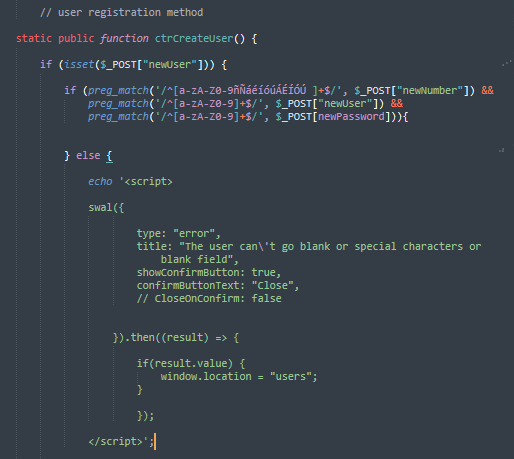 // user registration method
static public function ctrCreateUser() {
if (isset($_POST["newUser"])) {
if (preg_match('/^[a-zA-Z0-9ñÑáéíóúÁÉÍÓÚ ]+$/', $_POST["newNumber"]) &&
preg_match('/^[a-zA-Z0-9]+$/', $_POST["newUser"]) &&
preg_match('/^[a-zA-Z0-9]+$/', $_POST[newPassword])){
} else {
echo '<script>
swal({
type: "error",
title: "The user can\'t go blank or special characters or
blank field",
showConfirmButton: true,
confirmButtonText: "Close",
// CloseOnConfirm: false
}).then((result) => {
if(result.value) {
window.location = "users";
}
});
</script>';